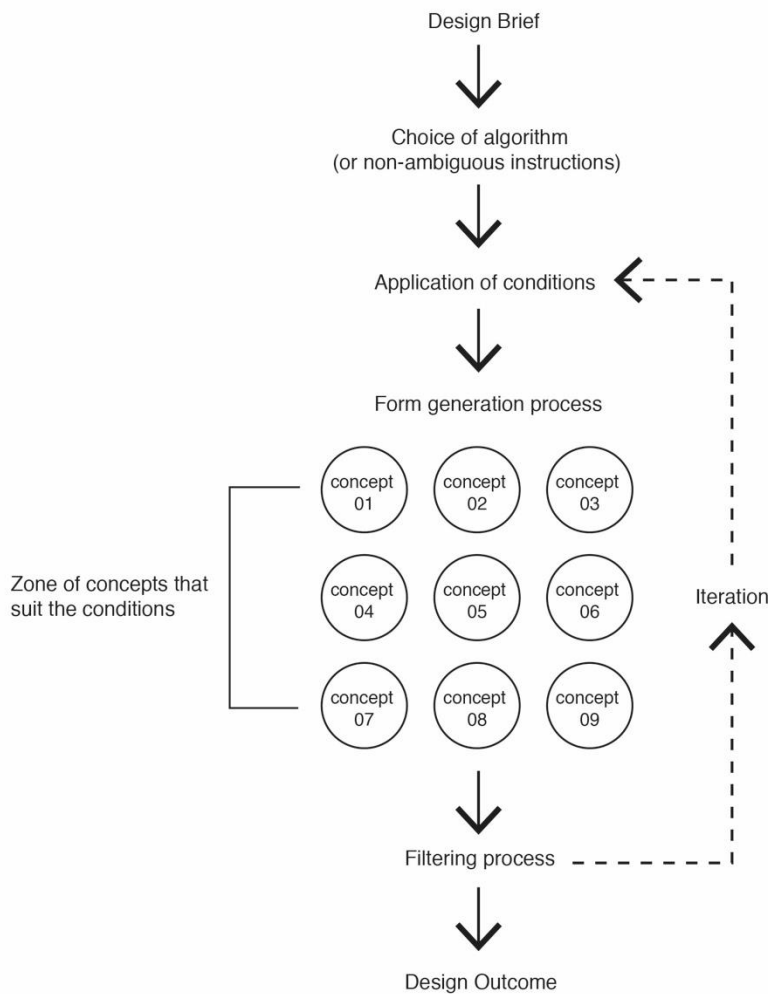 Design Brief
Choice of algorithm
(or non-ambiguous instructions)
Application of conditions
Form generation process
concept
01
concept
02
concept
03
Zone of concepts that
suit the conditions
concept
04
concept
05
concept
06
Iteration
concept
07
concept
08
concept
09
Filtering process
Design Outcome